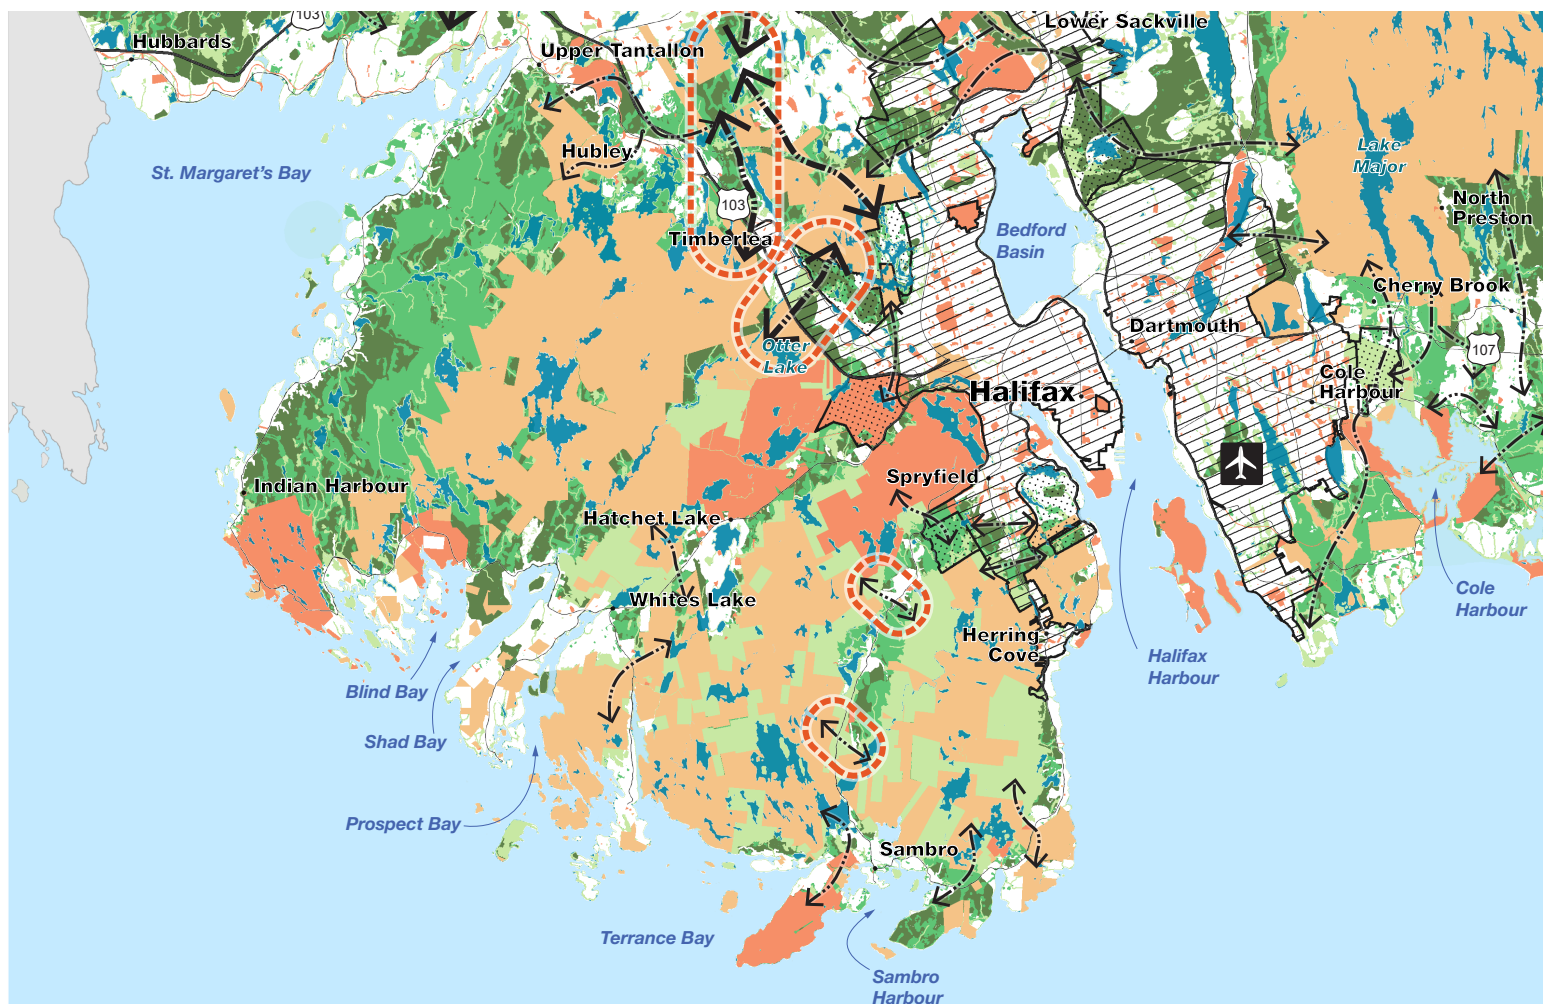 103
Hubbards
Upper Tantallon
Lower Sackville
St. Margaret's Bay
Hubley
Lake
Major
103
North
Preston
Timberlea
Bedford
Basin
Cherry Brook
Dartmouth
Otter
Lake
107
Cole
Harbour
Halifax
Spryfield
Indian Harbour
Hatchet Lake
Whites Lake
Cole
Harbour
Herring
Cove
Halifax
Harbour
Blind Bay
Shad Bay
Prospect Bay
Sambro
Terrance Bay
Sambro
Harbour